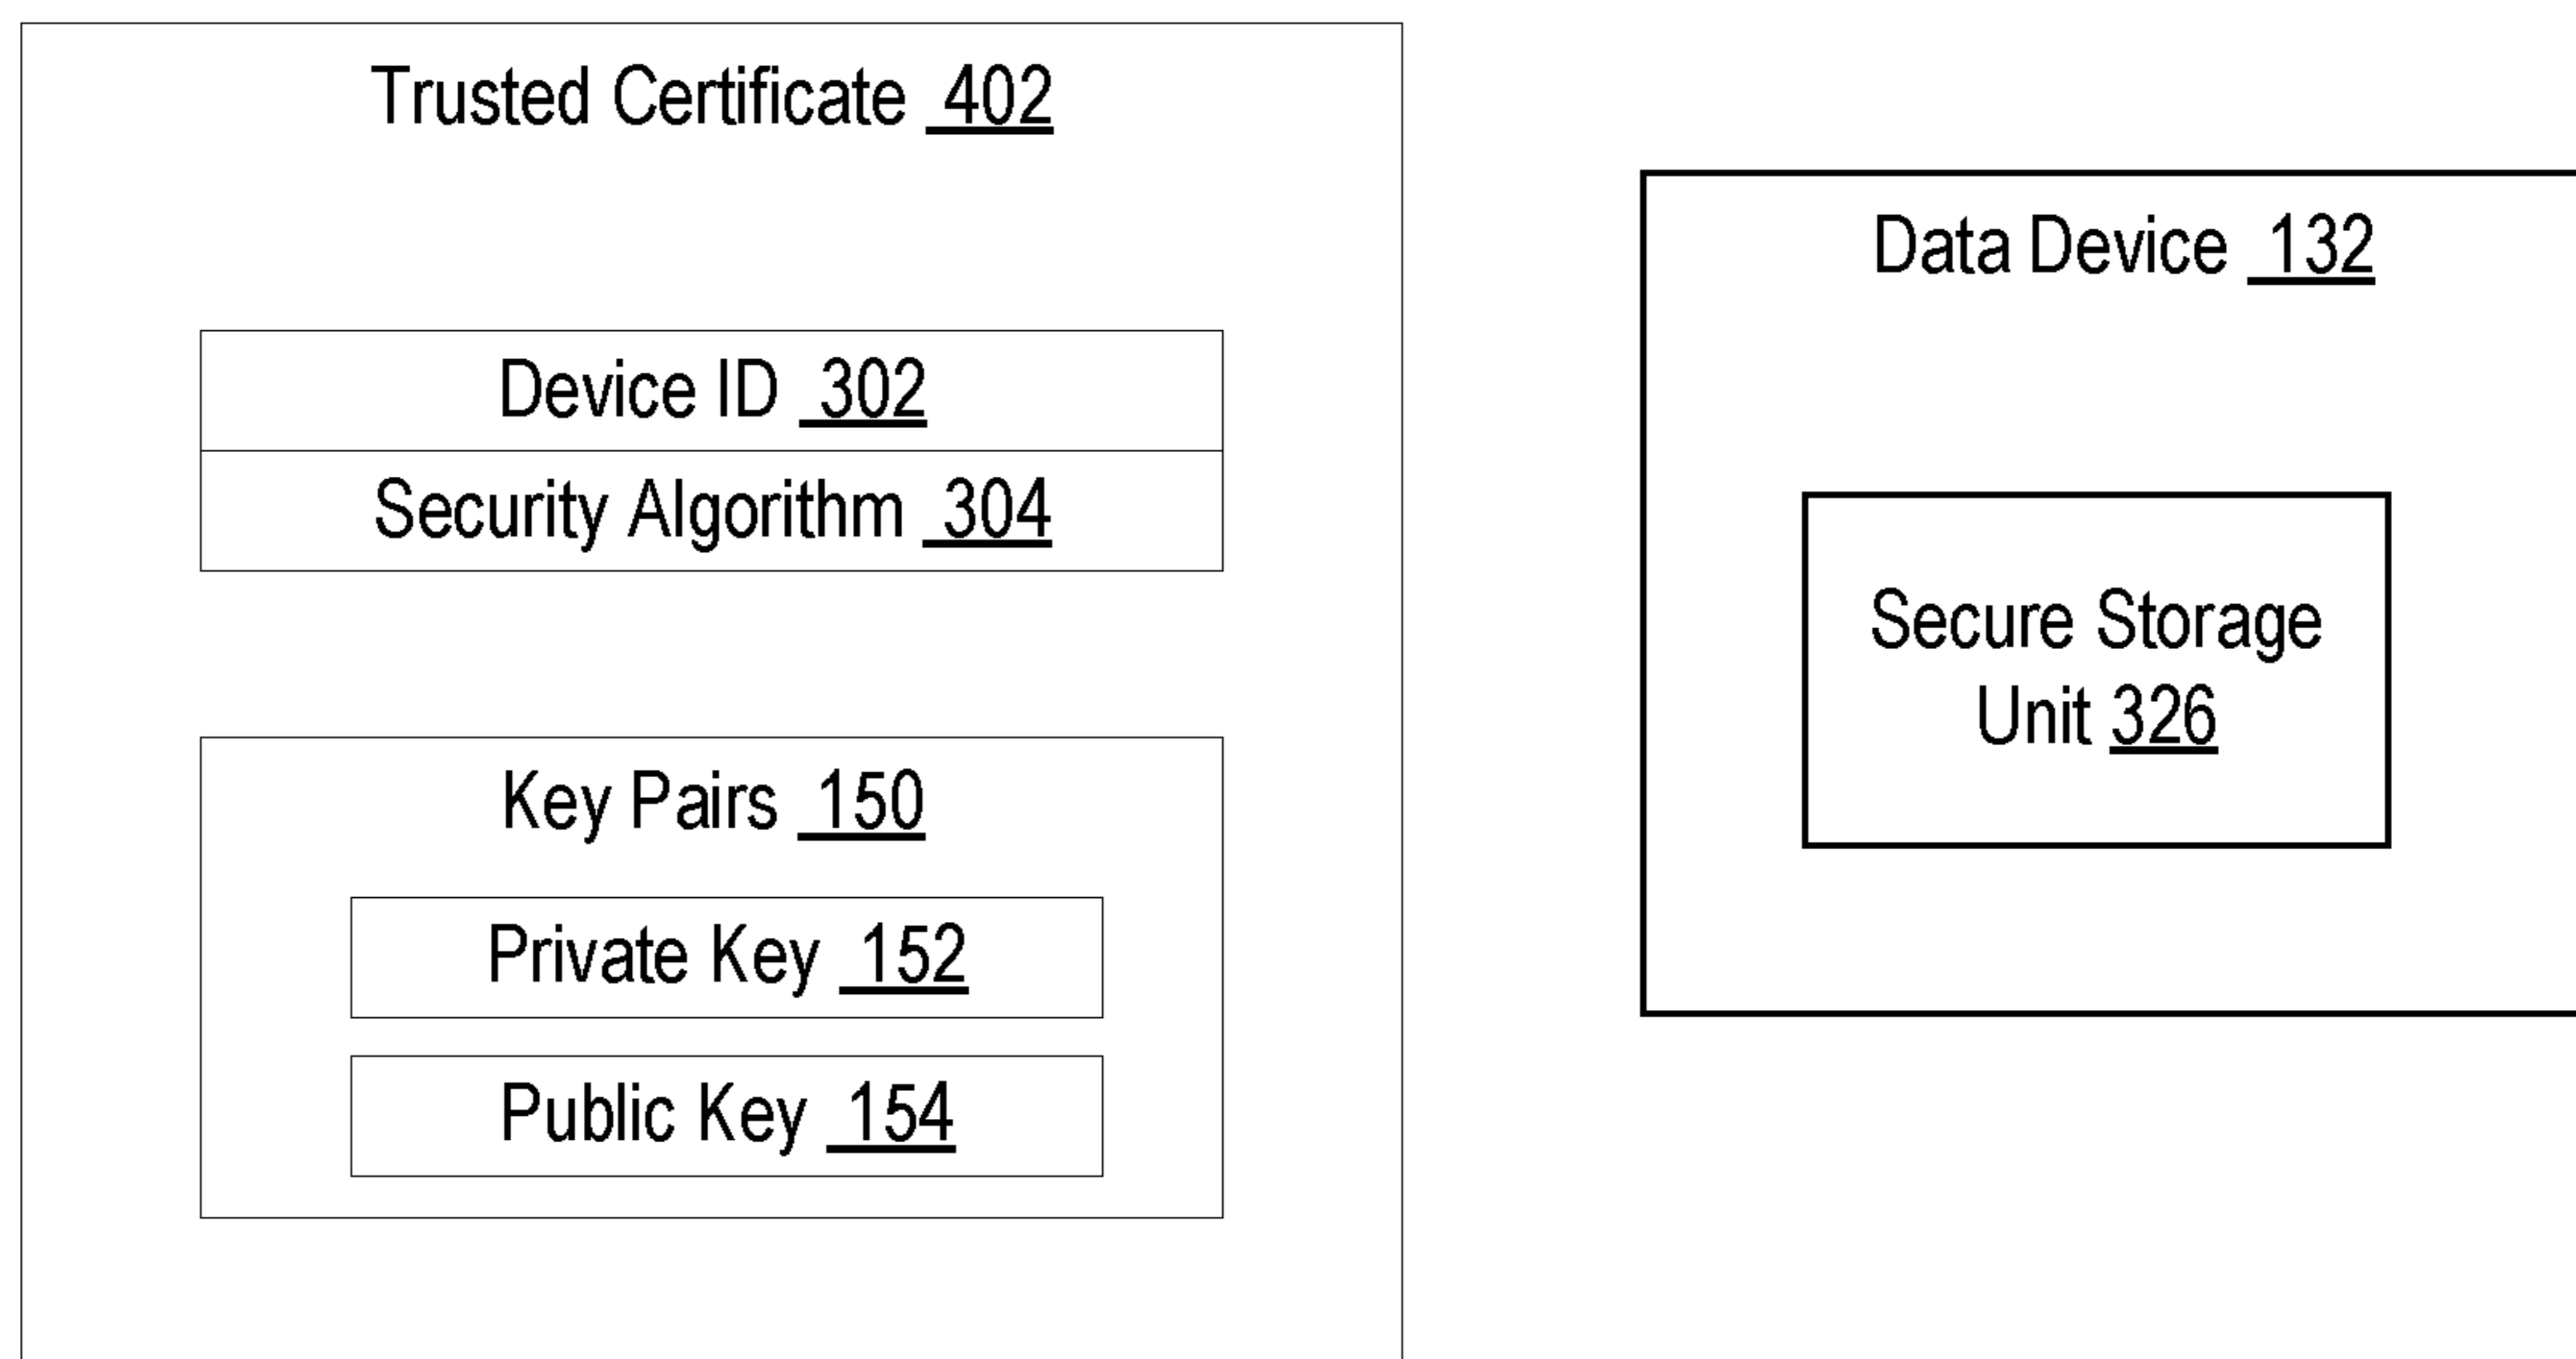 Trusted Certificate 402
Device ID 302
Security Algorithm 304
Key Pairs 150
Private Key 152
Public Key 154
Data Device 132
Secure Storage
Unit 326